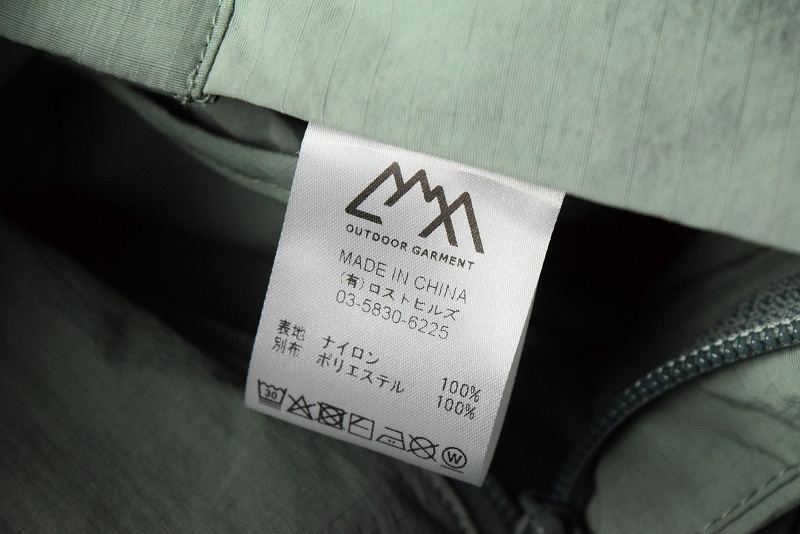 OUTDOOR GARMENT
MADE IN CHINA
(有)ロストヒルズ
03-5830-6225
表地 ナイロン 100%
別布 ポリエステル 100%
30
W